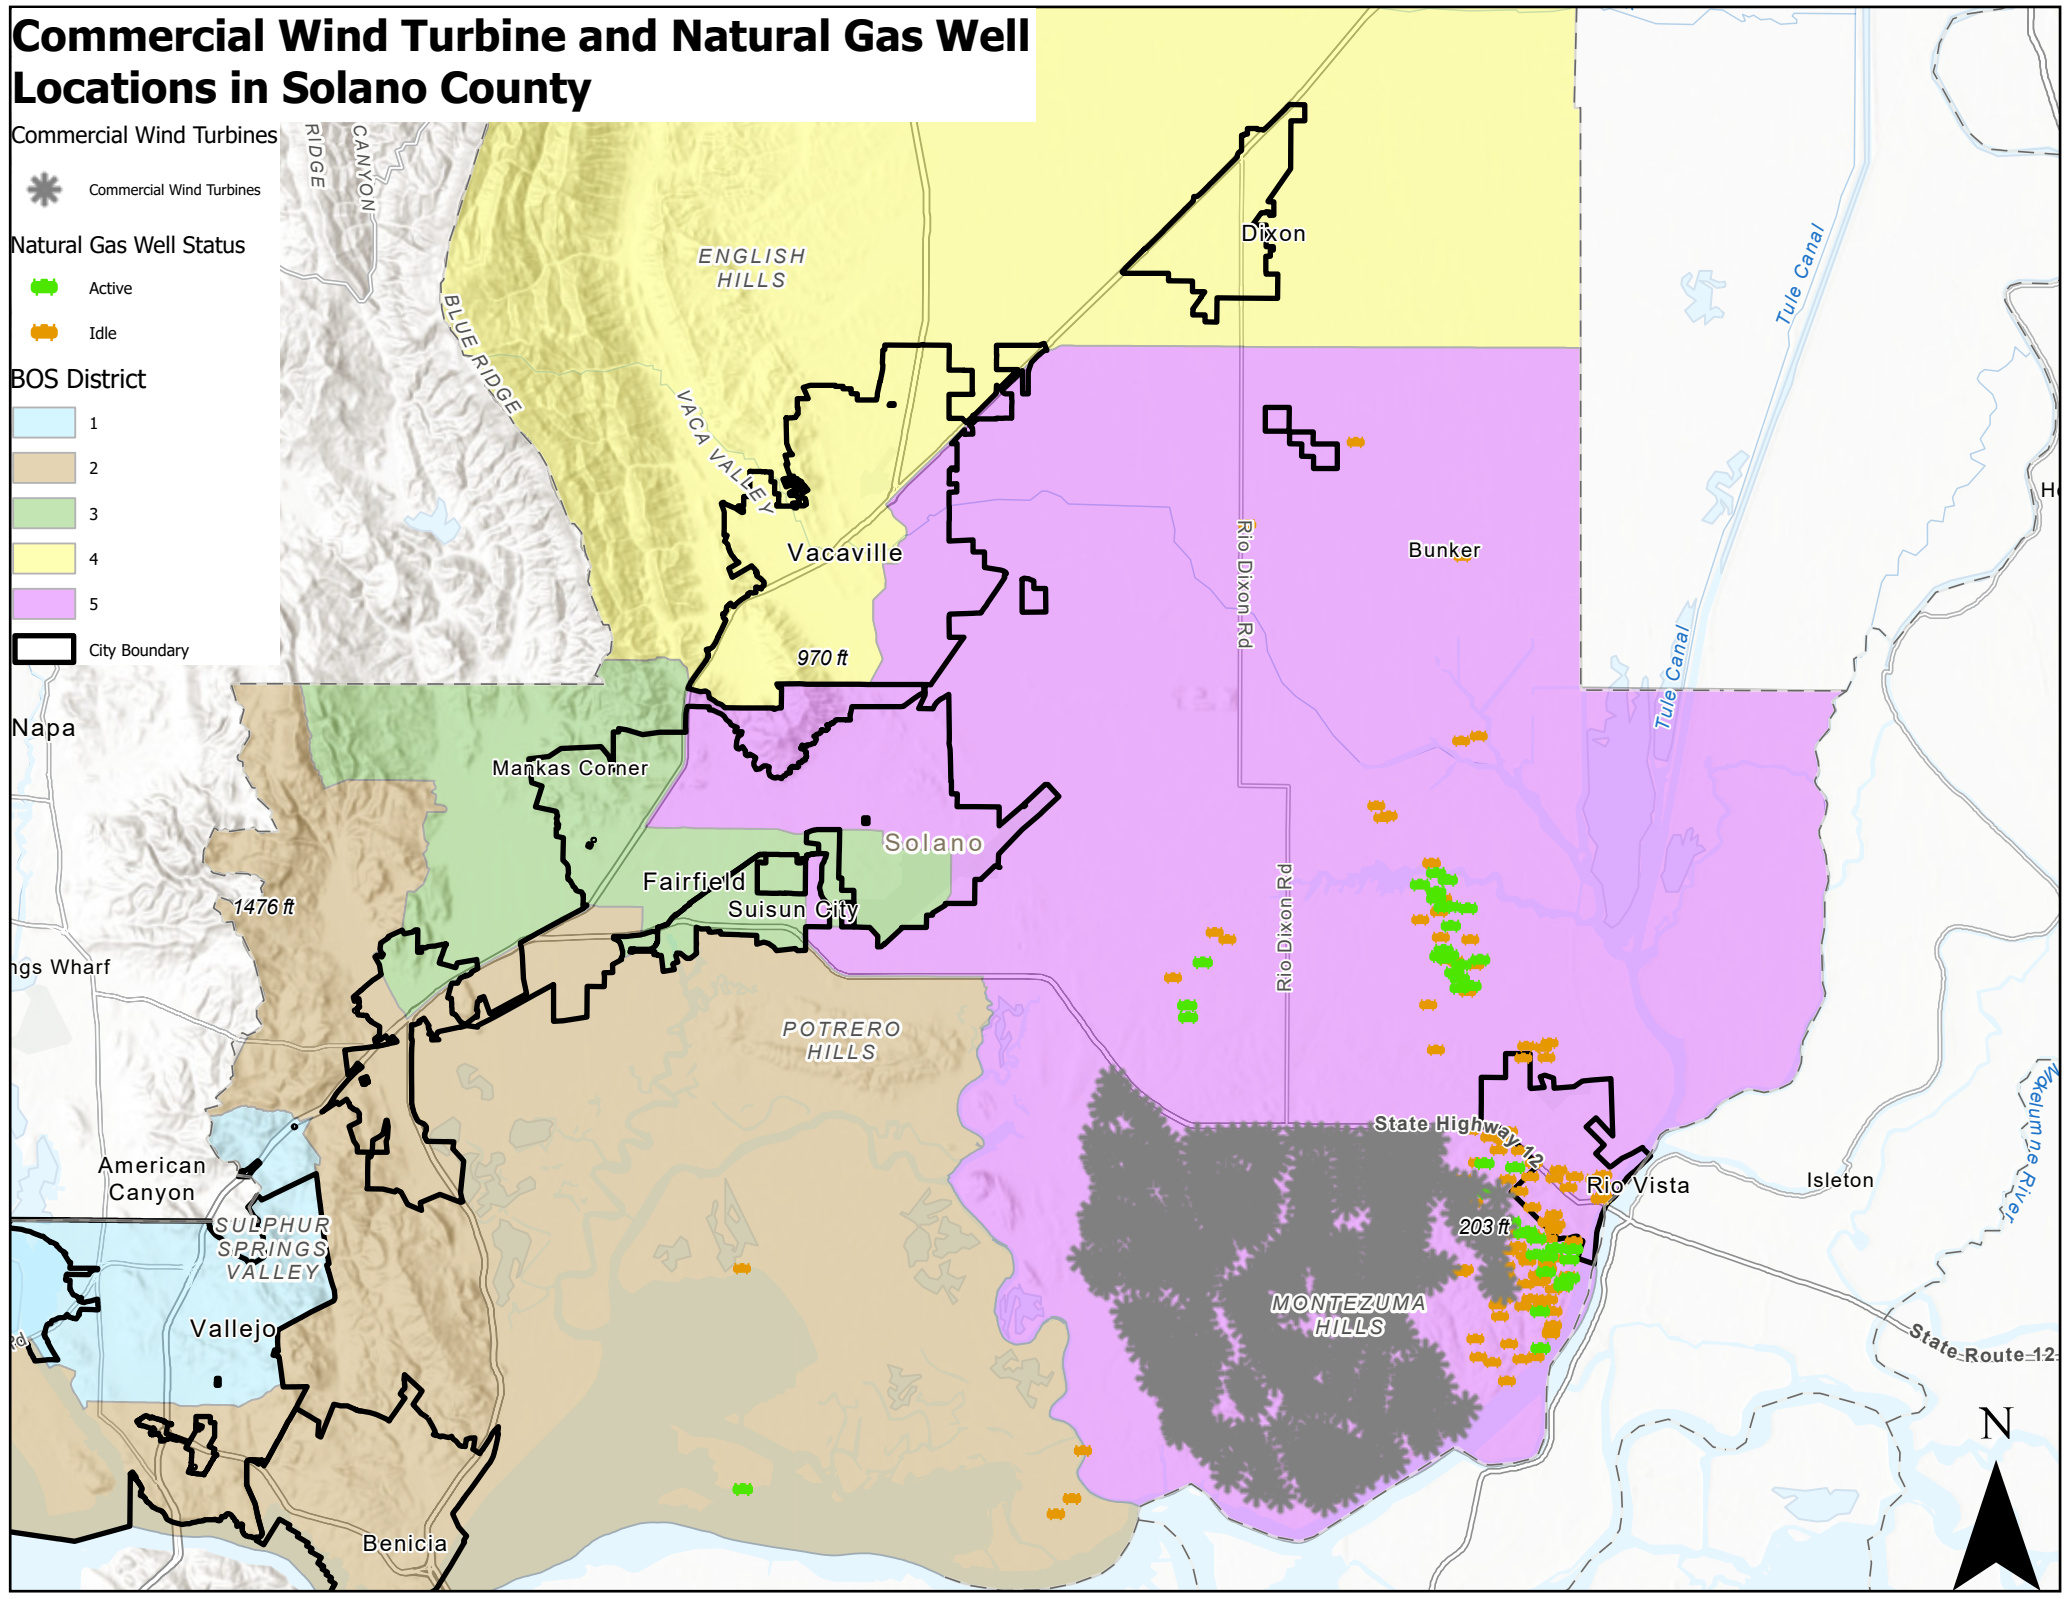 Commercial Wind Turbine and Natural Gas Well
Locations in Solano County
Commercial Wind Turbines
Commercial Wind Turbines
Natural Gas Well Status
Active
Idle
BOS District
1
2
3
4
5
City Boundary
RIDGE
CANYON
BLUE RIDGE
ENGLISH
HILLS
VACA VALLEY
Dixon
Tule Canal
Vacaville
Rio Dixon Rd
Bunker
970 ft
Tule Canal
Napa
Mankas Corner
Solano
Fairfield
Suisun City
1476 ft
Rio Dixon Rd
ngs Wharf
POTRERO
HILLS
American
Canyon
State Highway 12
Rio Vista
Isleton
Mokelumne River
SULPHUR
SPRINGS
VALLEY
203 ft
MONTEZUMA
HILLS
Vallejo
Rd
State Route 12
Benicia
N